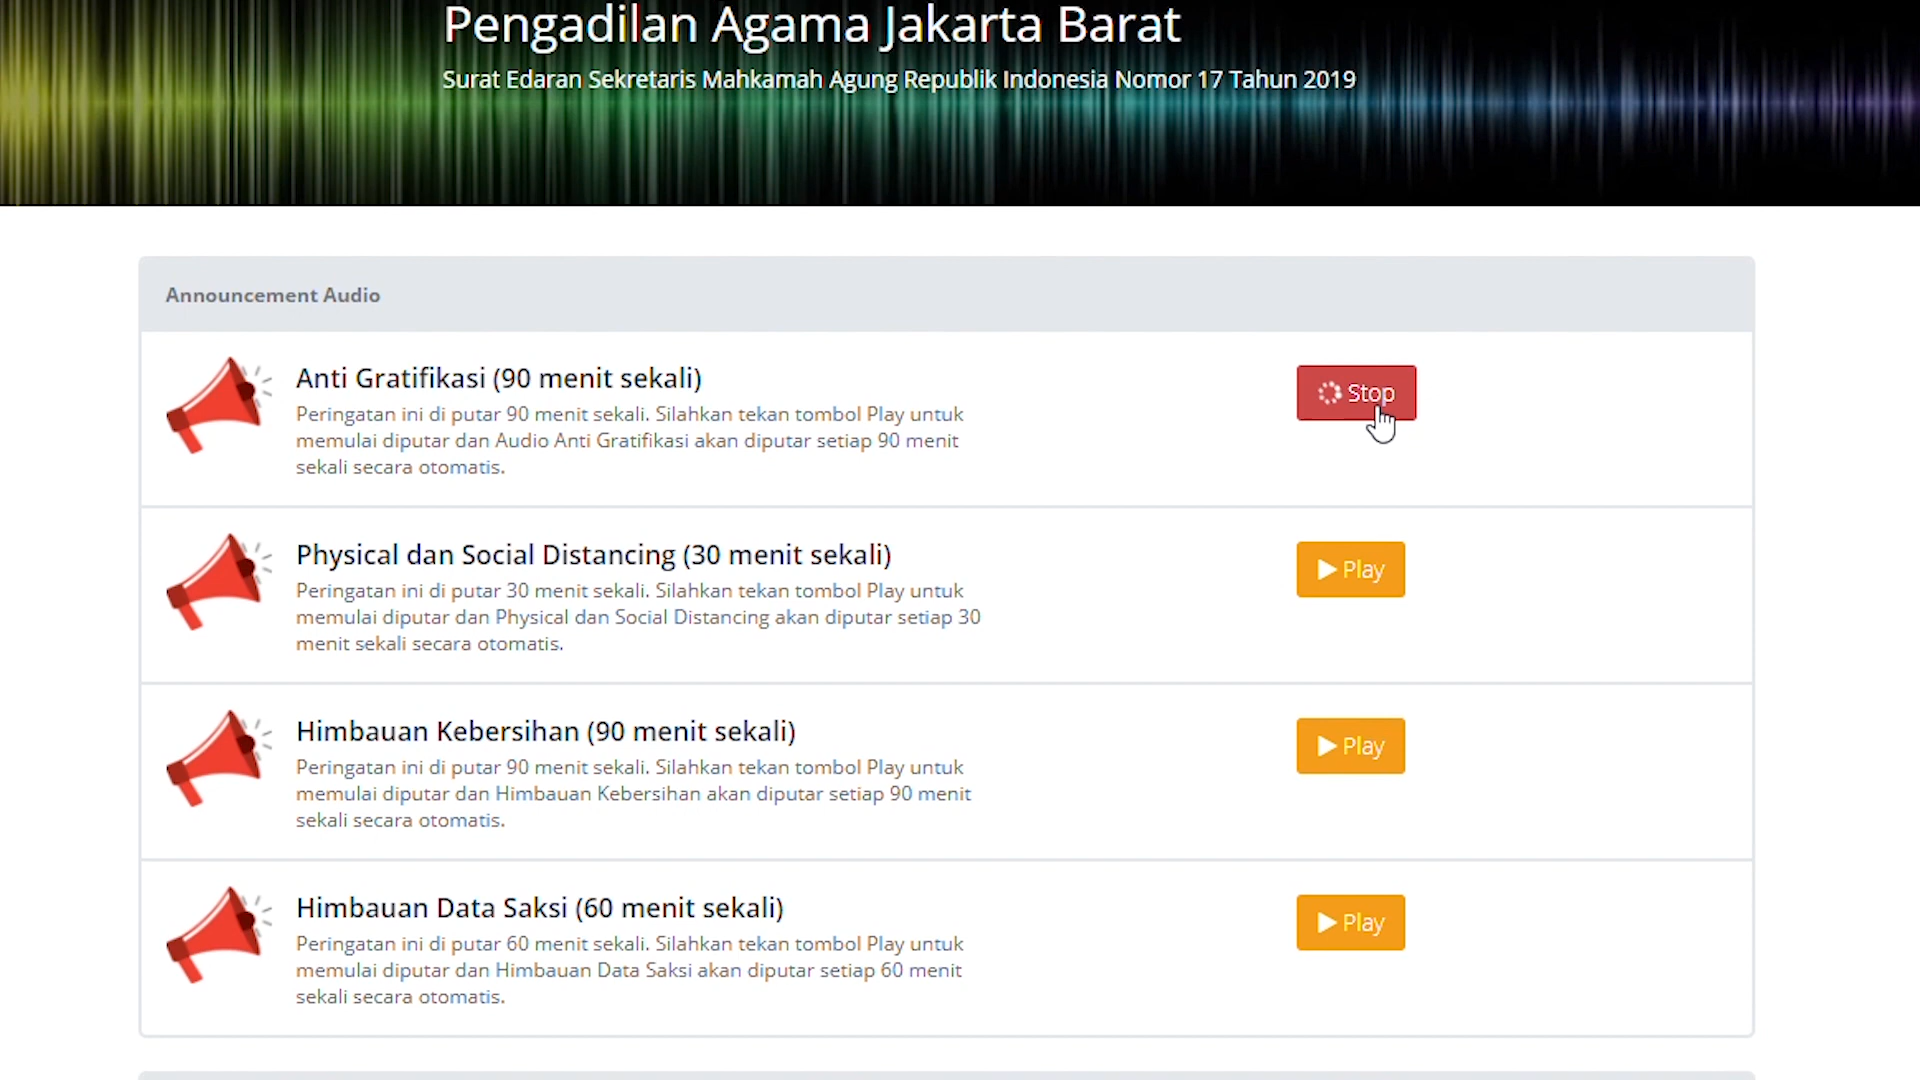 Pengadilan Agama Jakarta Barat
Surat Edaran Sekretaris Mahkamah Agung Republik Indonesia Nomor 17 Tahun 2019
Announcement Audio
Anti Gratifikasi (90 menit sekali)
Peringatan ini di putar 90 menit sekali. Silahkan tekan tombol Play untuk
memulai diputar dan Audio Anti Gratifikasi akan diputar setiap 90 menit
sekali secara otomatis.
Stop
Physical dan Social Distancing (30 menit sekali)
Peringatan ini di putar 30 menit sekali. Silahkan tekan tombol Play untuk
memulai diputar dan Physical dan Social Distancing akan diputar setiap 30
menit sekali secara otomatis.
Play
Himbauan Kebersihan (90 menit sekali)
Peringatan ini di putar 90 menit sekali. Silahkan tekan tombol Play untuk
memulai diputar dan Himbauan Kebersihan akan diputar setiap 90 menit
sekali secara otomatis.
Play
Himbauan Data Saksi (60 menit sekali)
Peringatan ini di putar 60 menit sekali. Silahkan tekan tombol Play untuk
memulai diputar dan Himbauan Data Saksi akan diputar setiap 60 menit
sekali secara otomatis.
Play